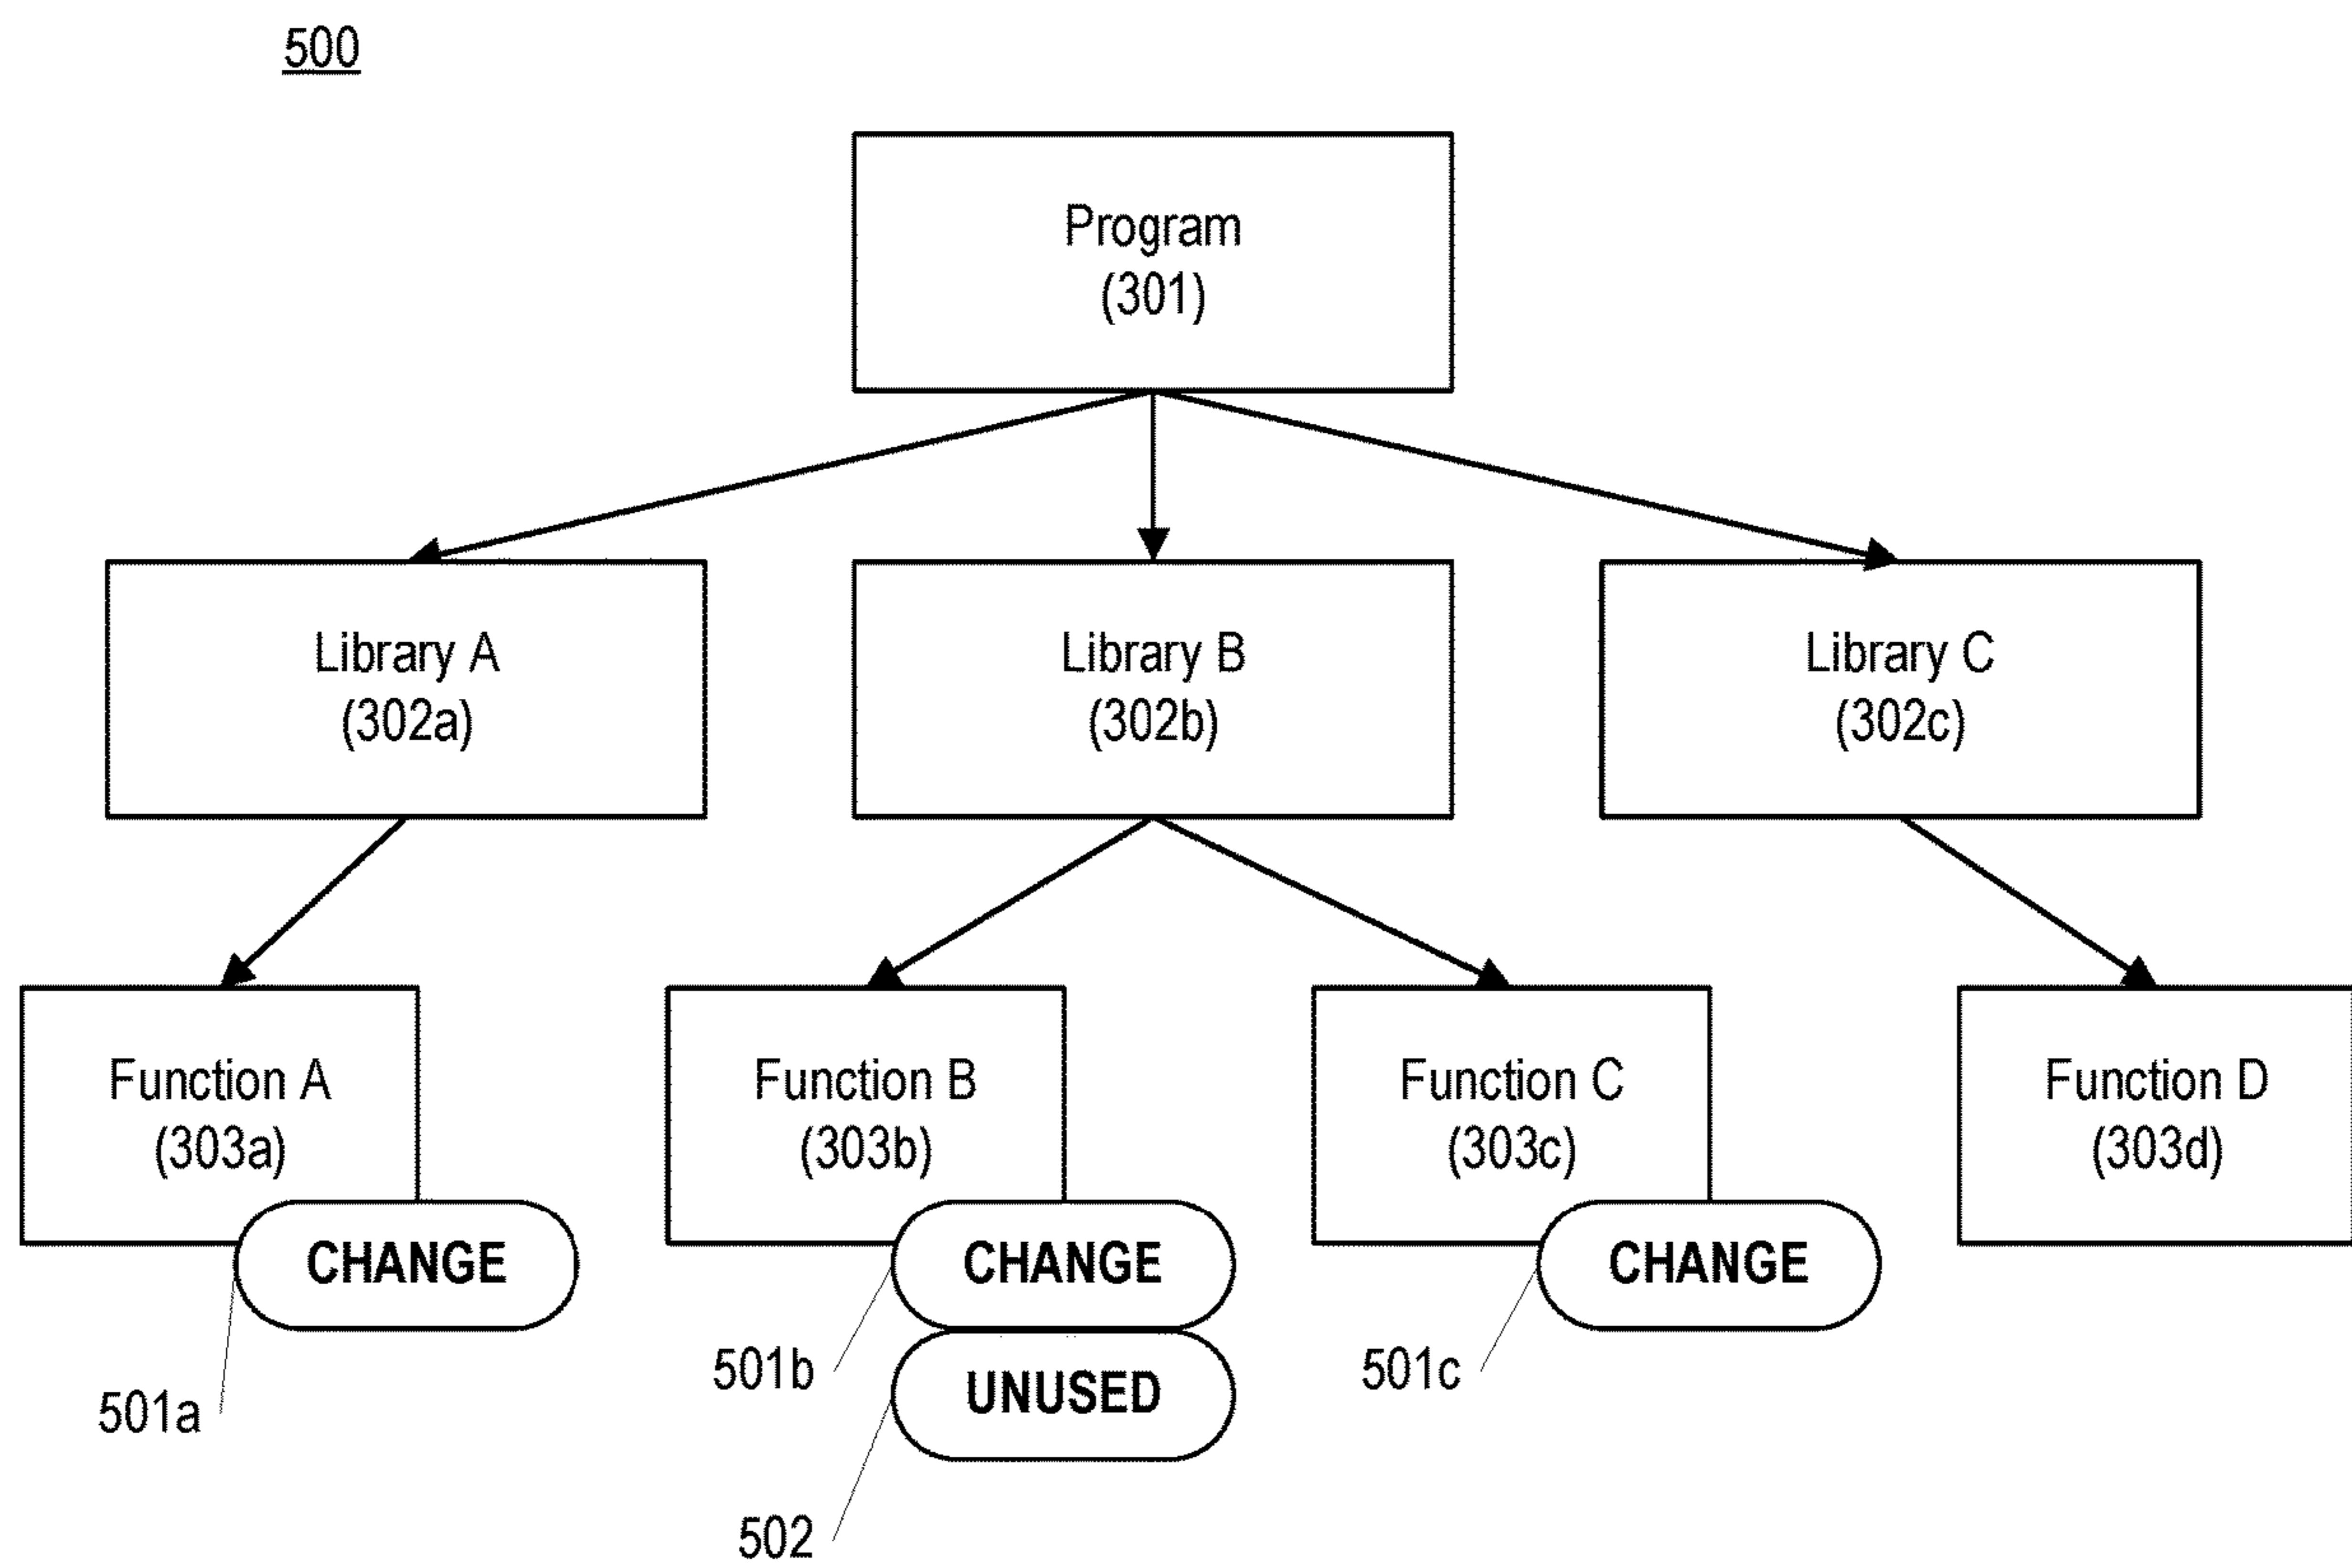 500
Program
(301)
Library A
(302a)
Library B
(302b)
Library C
(302c)
Function A
(303a)
Function B
(303b)
Function C
(303c)
Function D
(303d)
CHANGE
CHANGE
CHANGE
501a
501b
501c
UNUSED
502